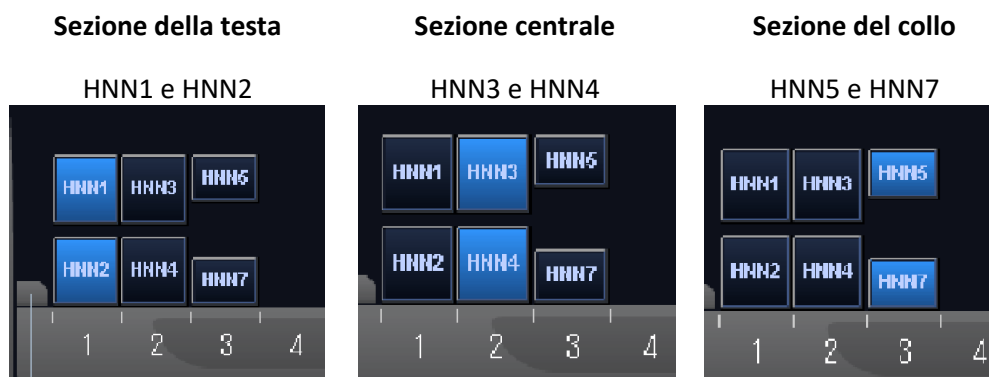 Sezione della testa
HNN1 e HNN2
HNN1 HNN3 HNN5
HNN2 HNN4 HNN7
1 2 3 4
Sezione centrale
HNN3 e HNN4
HNN1 HNN3 HNN5
HNN2 HNN4 HNN7
1 2 3 4
Sezione del collo
HNN5 e HNN7
HNN1 HNN3 HNN5
HNN2 HNN4 HNN7
1 2 3 4